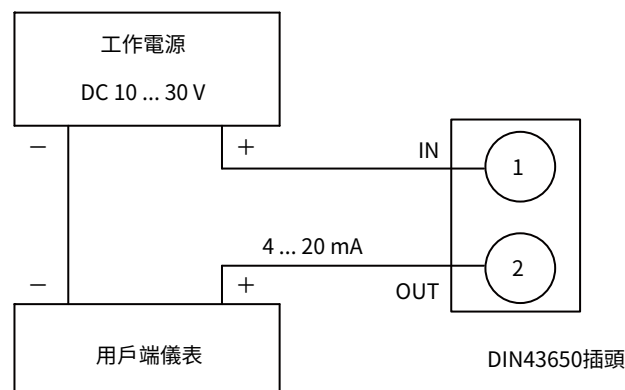 工作電源
DC 10 ... 30 V
－
+
IN
1
4 ... 20 mA
2
－
+
OUT
用戶端儀表
DIN43650插頭